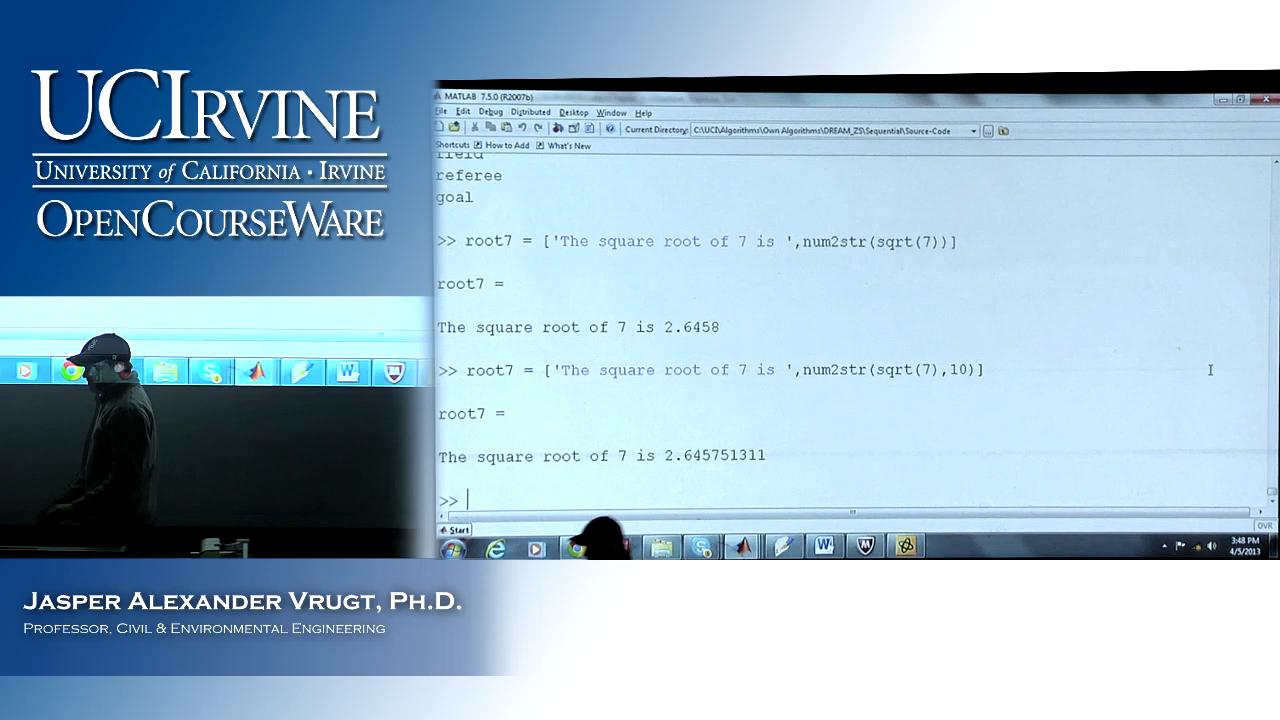 UCIRVINE
UNIVERSITY of CALIFORNIA • IRVINE
OPENCOURSEWARE
MATLAB 7.5.0 (R2007b)
File Edit Debug Distributed Desktop Window Help
Current Directory: C:\UCI\Algorithms\Own Algorithms\DREAM_ZS\Sequential\Source-Code
Shortcuts How to Add What's New
field
referee
goal
>> root7 = ['The square root of 7 is ',num2str(sqrt(7))]
root7 =
The square root of 7 is 2.6458
>> root7 = ['The square root of 7 is ',num2str(sqrt(7),10)]
root7 =
The square root of 7 is 2.645751311
>>
Start
OVR
3:48 PM
4/5/2013
JASPER ALEXANDER VRUGT, PH.D.
PROFESSOR, CIVIL & ENVIRONMENTAL ENGINEERING